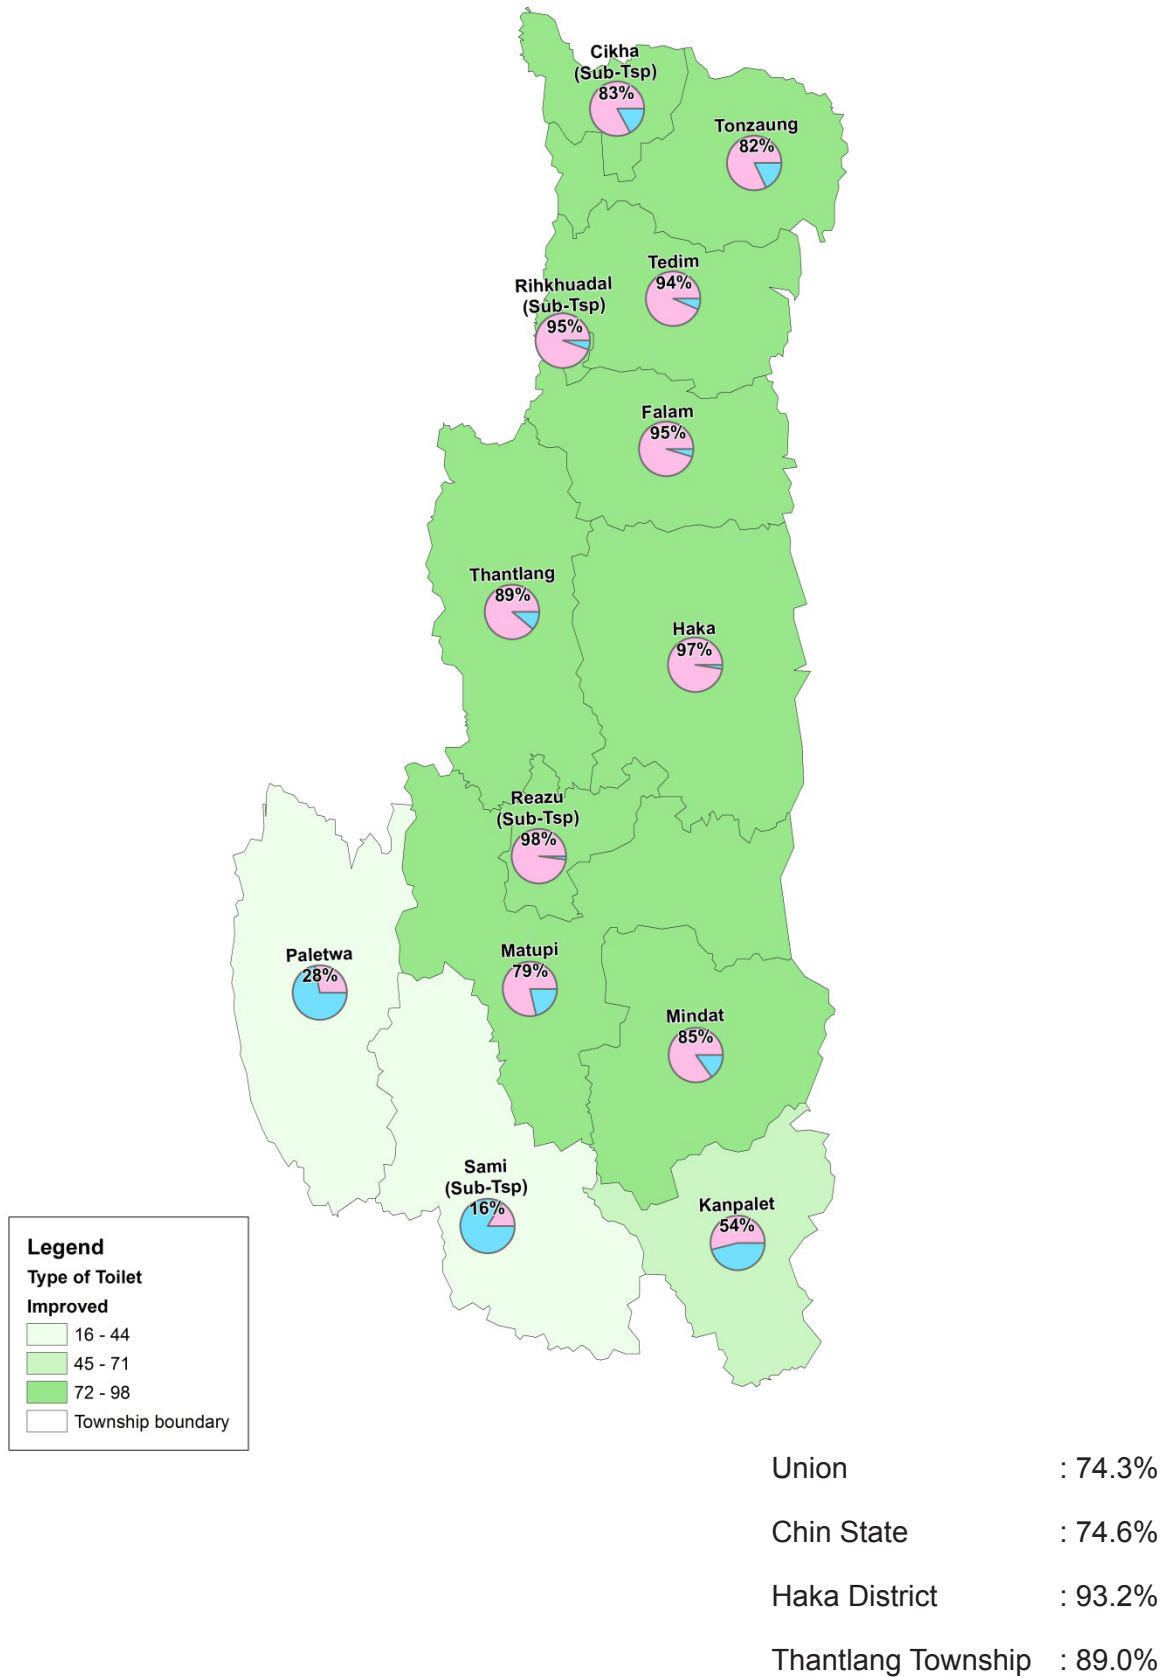 Cikha
(Sub-Tsp)
83%
Tonzaung
82%
Tedim
94%
Rihkhuadal
(Sub-Tsp)
95%
Falam
95%
Thantlang
89%
Haka
97%
Reazu
(Sub-Tsp)
98%
Paletwa
28%
Matupi
79%
Mindat
85%
Sami
(Sub-Tsp)
16%
Kanpalet
54%
Legend
Type of Toilet
Improved
16 - 44
45 - 71
72 - 98
Township boundary
Union : 74.3%
Chin State : 74.6%
Haka District : 93.2%
Thantlang Township : 89.0%